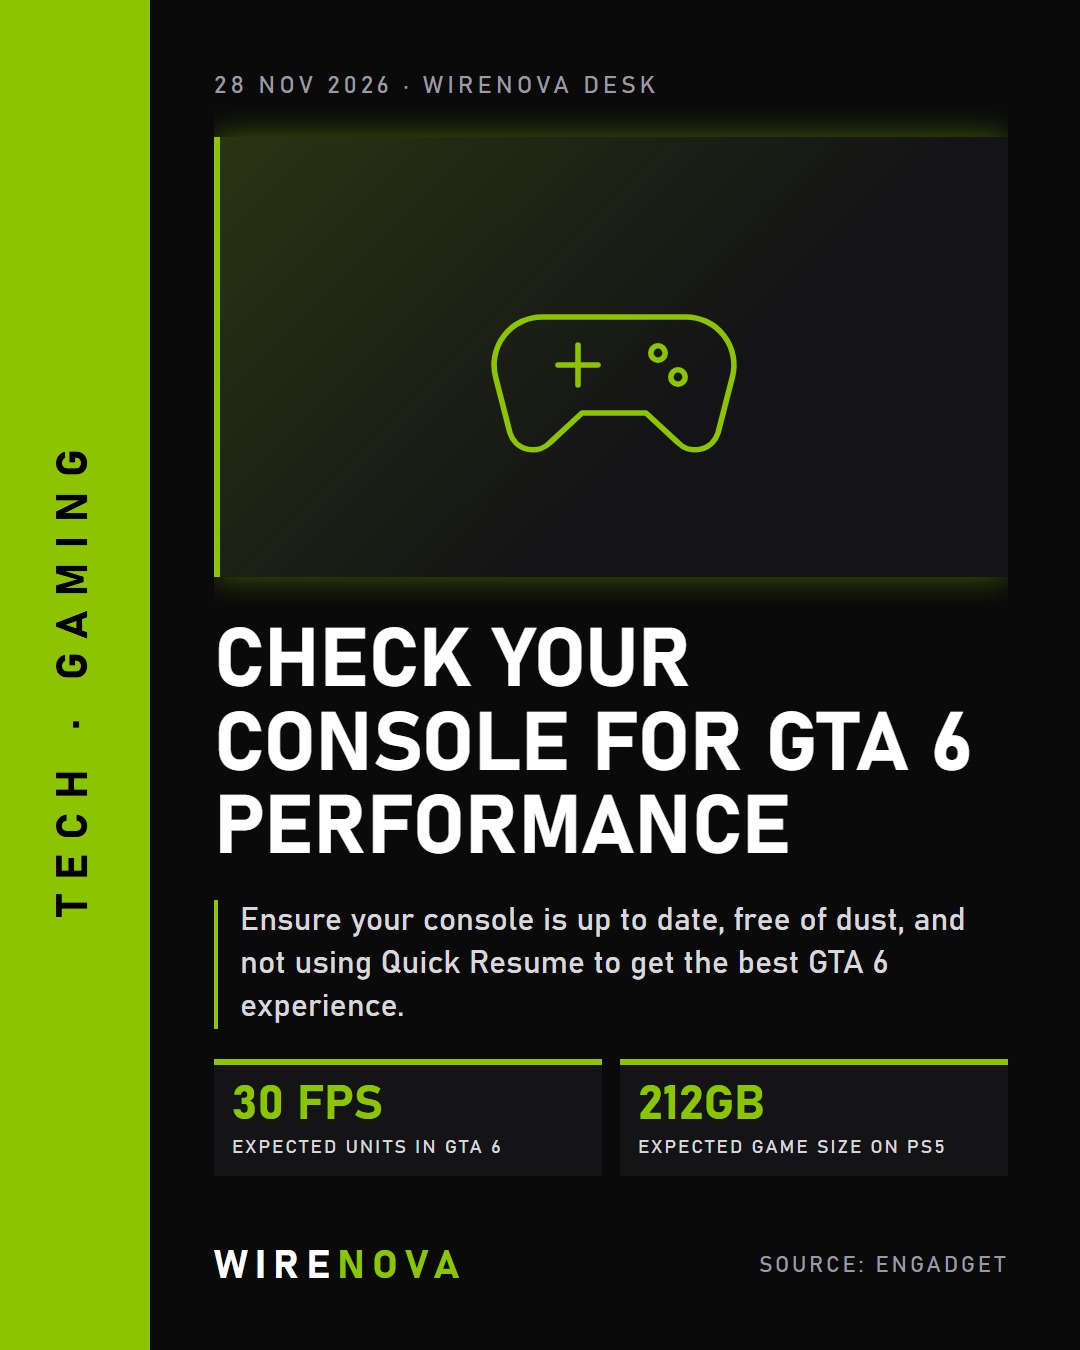 TECH · GAMING
28 NOV 2026 · WIRENOVA DESK
CHECK YOUR
CONSOLE FOR GTA 6
PERFORMANCE
Ensure your console is up to date, free of dust, and
not using Quick Resume to get the best GTA 6
experience.
30 FPS
EXPECTED UNITS IN GTA 6
212GB
EXPECTED GAME SIZE ON PS5
WIRENOVA
SOURCE: ENGADGET